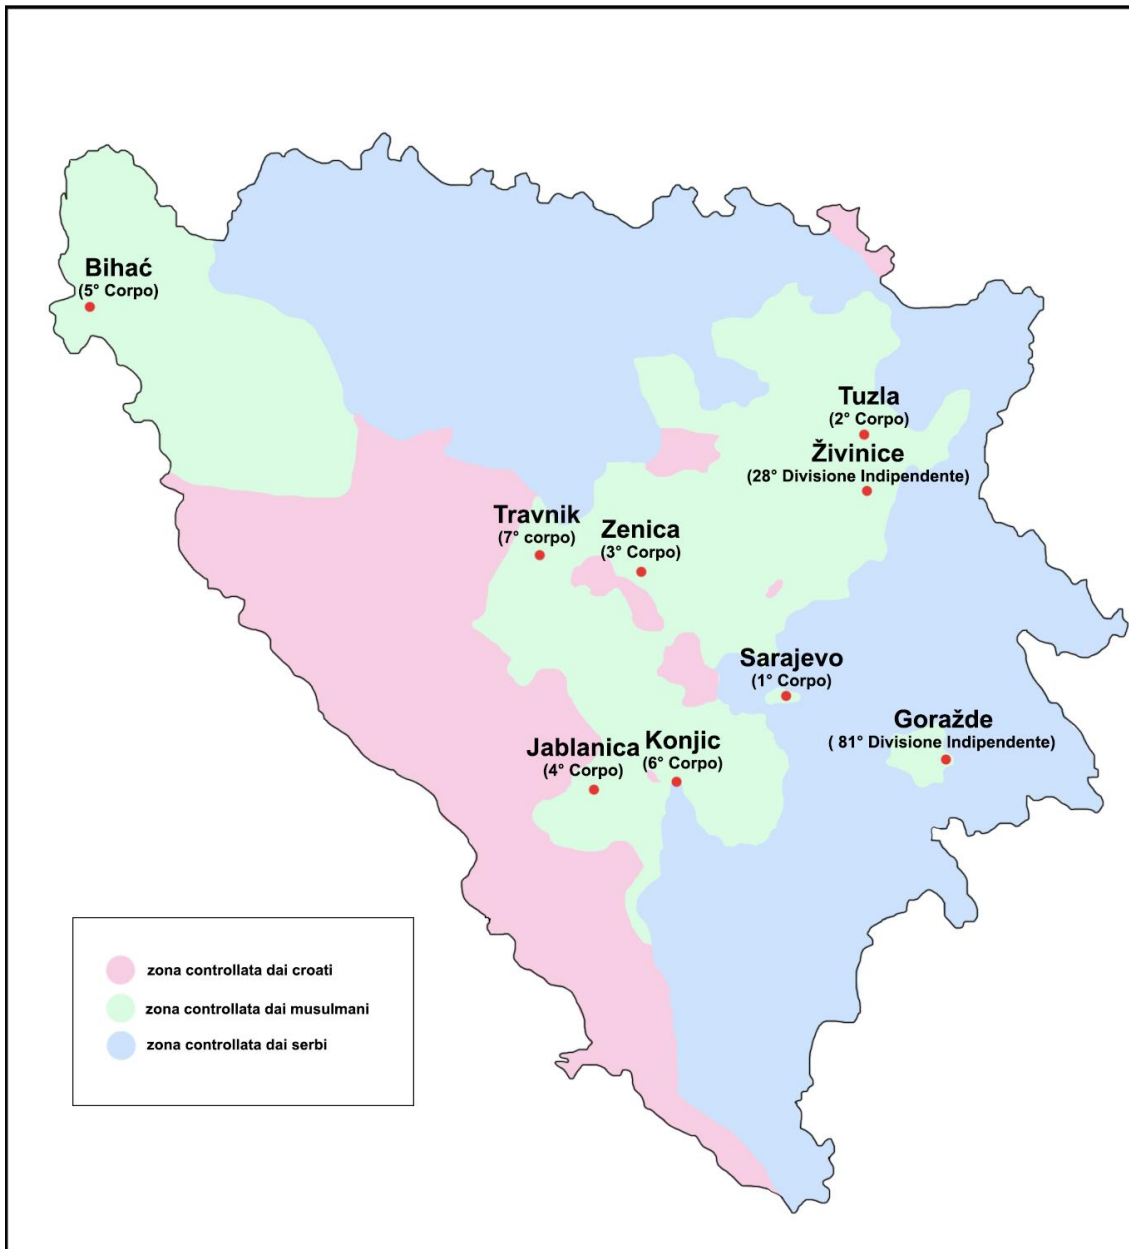 Bihać
(5° Corpo)
Tuzla
(2° Corpo)
Živinice
(28° Divisione Indipendente)
Travnik
(7° corpo)
Zenica
(3° Corpo)
Sarajevo
(1° Corpo)
Goražde
( 81° Divisione Indipendente)
Jablanica
(4° Corpo)
Konjic
(6° Corpo)
zona controllata dai croati
zona controllata dai musulmani
zona controllata dai serbi